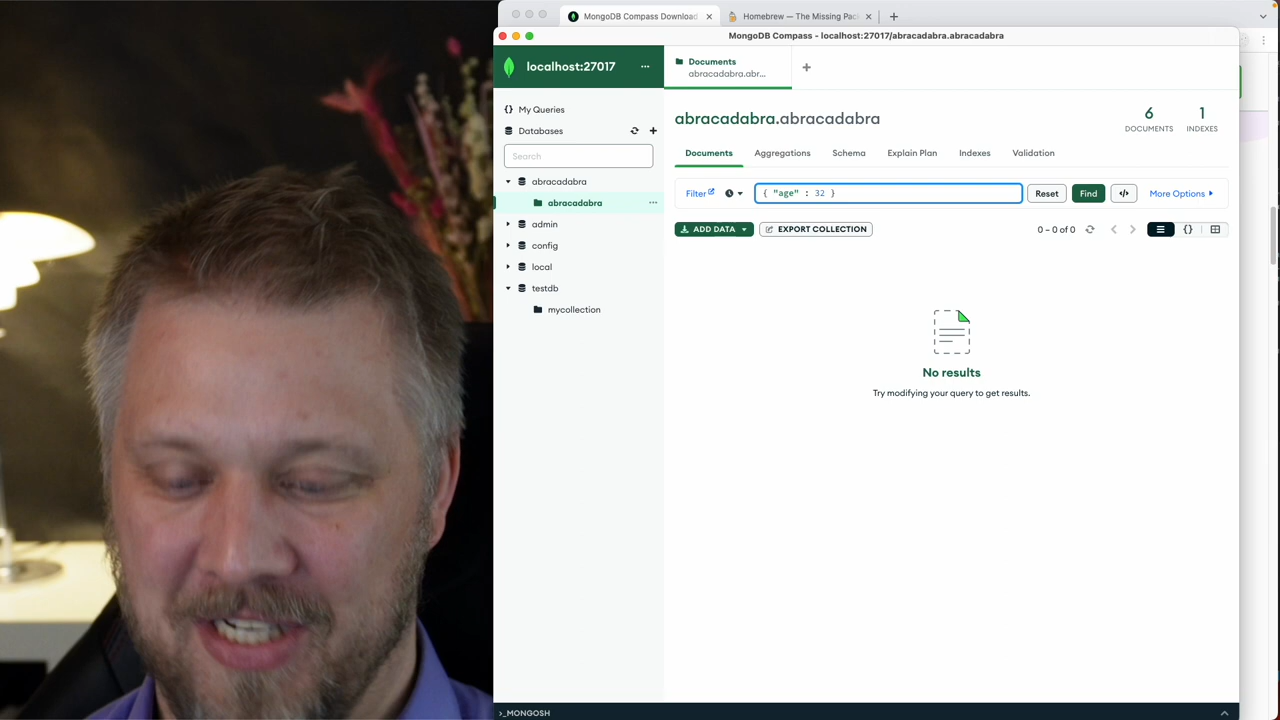 MongoDB Compass Download
Homebrew — The Missing Pac
MongoDB Compass - localhost:27017/abracadabra.abracadabra
localhost:27017
Documents
abracadabra.abr...
My Queries
Databases
Search
abracadabra
abracadabra
admin
config
local
testdb
mycollection
abracadabra.abracadabra
6
DOCUMENTS
1
INDEXES
Documents
Aggregations
Schema
Explain Plan
Indexes
Validation
Filter
{ "age" : 32 }
Reset
Find
</>
More Options
ADD DATA
EXPORT COLLECTION
0 – 0 of 0
{}
No results
Try modifying your query to get results.
>_MONGOSH